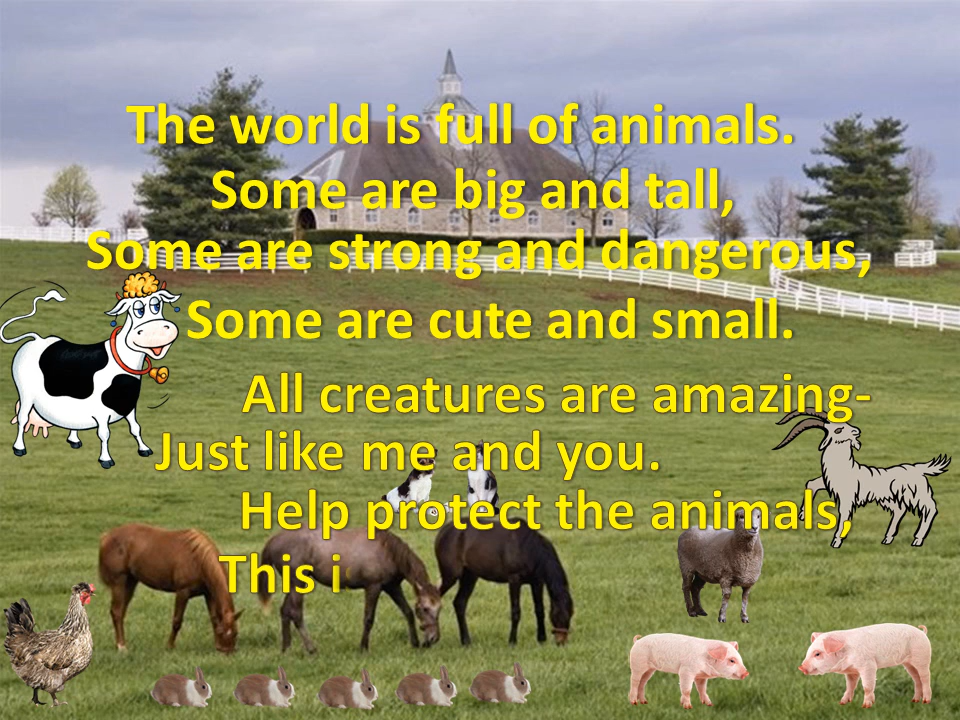 The world is full of animals.
Some are big and tall,
Some are strong and dangerous,
Some are cute and small.
All creatures are amazing-
Just like me and you.
Help protect the animals,
This i